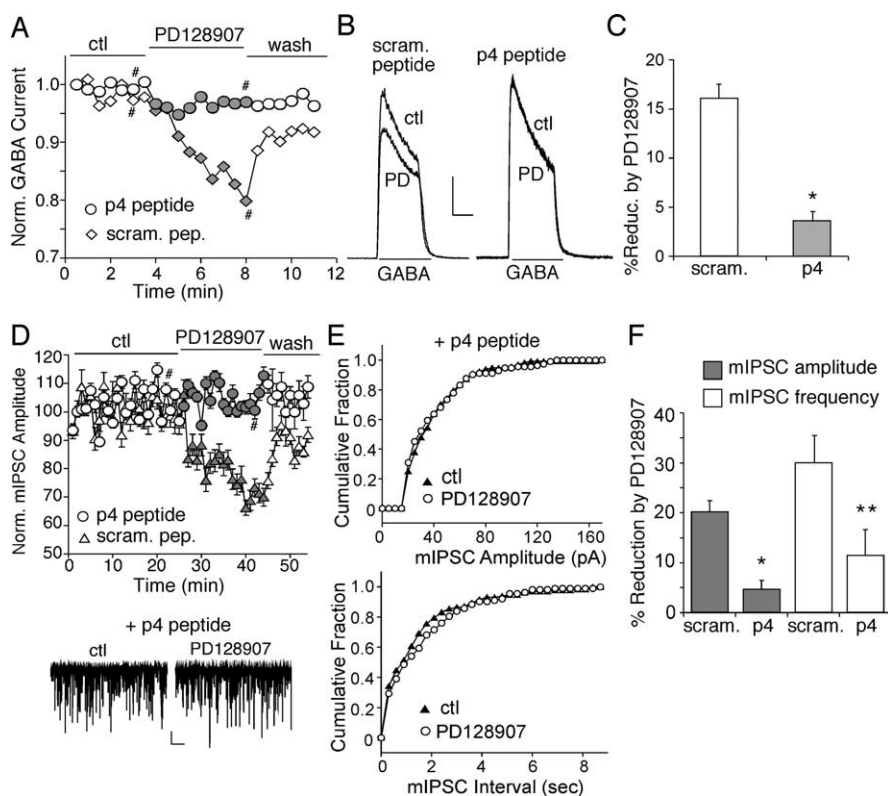 A
ctl
PD128907
wash
Norm. GABA Current
1.0
0.9
0.8
0.7
#
#
#
#
p4 peptide
scram. pep.
0 2 4 6 8 10 12
Time (min)
B
scram. peptide
p4 peptide
ctl
PD
ctl
PD
GABA
GABA
C
%Reduc. by PD128907
20
15
10
5
0
*
scram.
p4
D
ctl
PD128907
wash
Norm. mIPSC Amplitude
120
110
100
90
80
70
60
50
#
#
p4 peptide
scram. pep.
0 10 20 30 40 50
Time (min)
+ p4 peptide
ctl
PD128907
E
+ p4 peptide
Cumulative Fraction
1.0
0.8
0.6
0.4
0.2
0.0
ctl
PD128907
0 40 80 120 160
mIPSC Amplitude (pA)
Cumulative Fraction
1.0
0.8
0.6
0.4
0.2
0.0
ctl
PD128907
0 2 4 6 8
mIPSC Interval (sec)
F
mIPSC amplitude
mIPSC frequency
% Reduction by PD128907
40
30
20
10
0
*
**
scram. p4 scram. p4